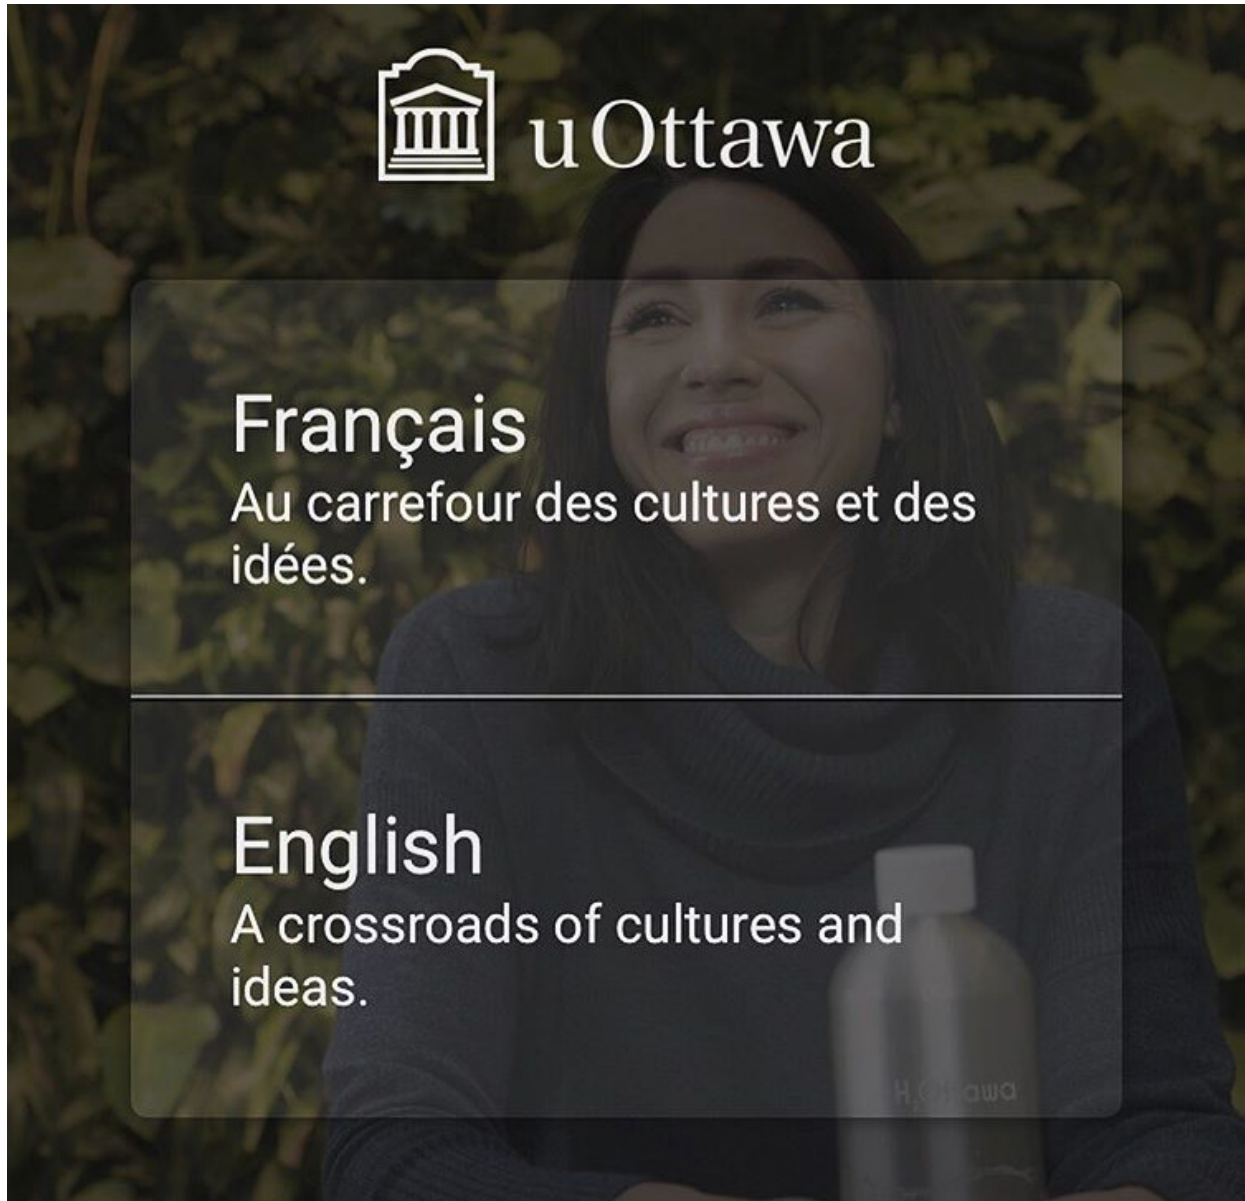 uOttawa
Français
Au carrefour des cultures et des
idées.
English
A crossroads of cultures and
ideas.